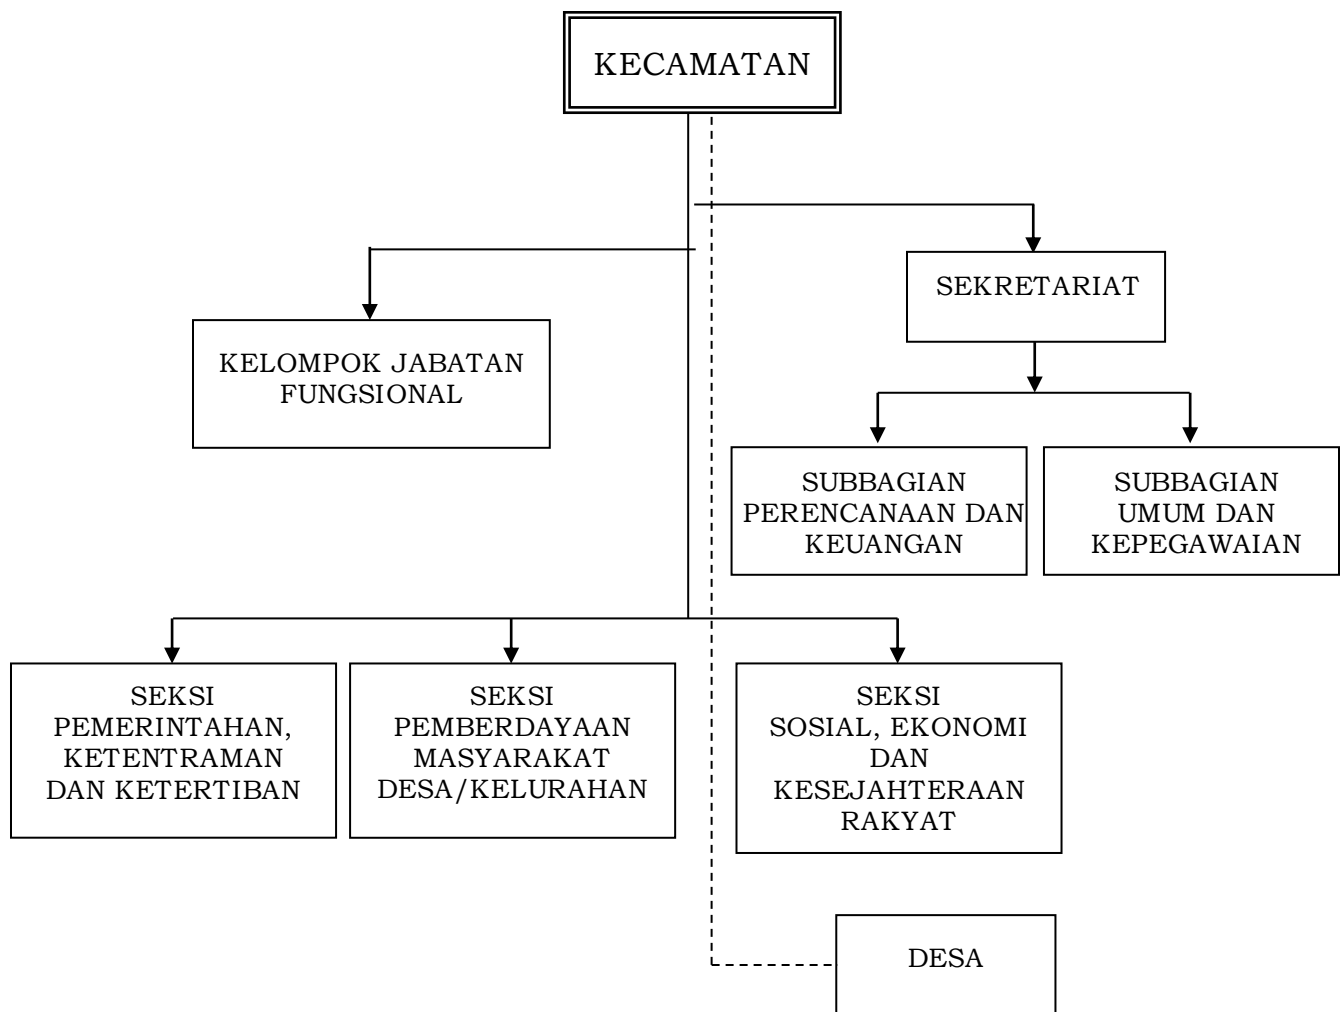 KECAMATAN
SEKRETARIAT
KELOMPOK JABATAN
FUNGSIONAL
SUBBAGIAN
PERENCANAAN DAN
KEUANGAN
SUBBAGIAN
UMUM DAN
KEPEGAWAIAN
SEKSI
PEMERINTAHAN,
KETENTRAMAN
DAN KETERTIBAN
SEKSI
PEMBERDAYAAN
MASYARAKAT
DESA/KELURAHAN
SEKSI
SOSIAL, EKONOMI
DAN
KESEJAHTERAAN
RAKYAT
DESA